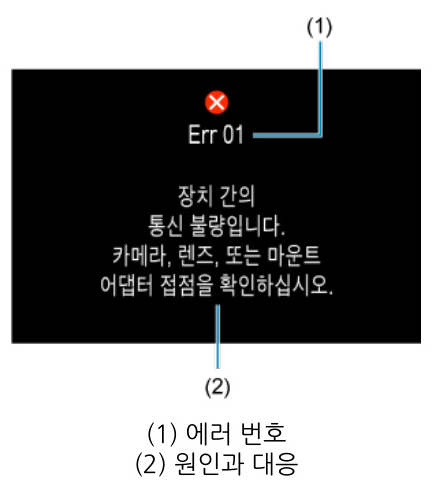 (1)
Err 01
장치 간의
통신 불량입니다.
카메라, 렌즈, 또는 마운트
어댑터 접점을 확인하십시오.
(2)
(1) 에러 번호
(2) 원인과 대응